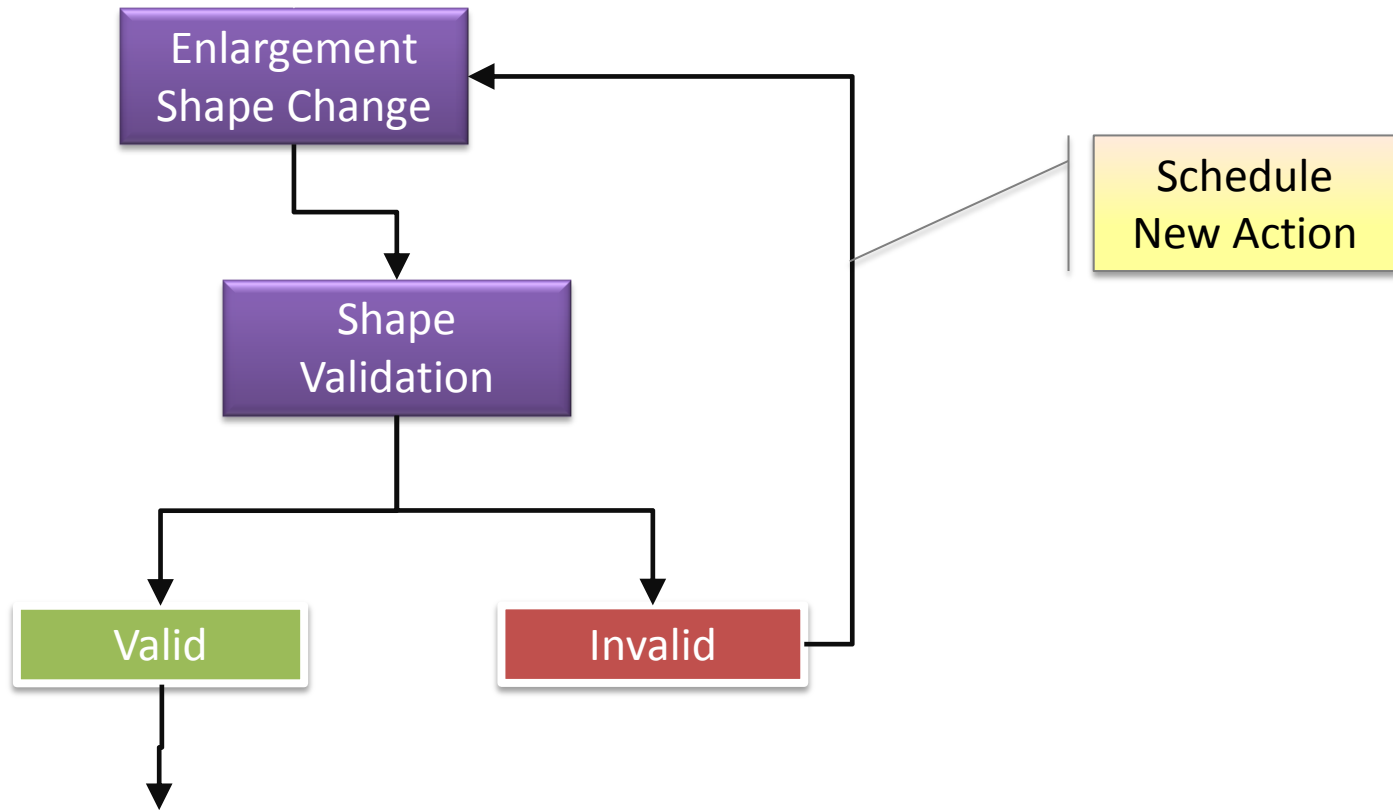 Enlargement
Shape Change
Schedule
New Action
Shape
Validation
Valid
Invalid